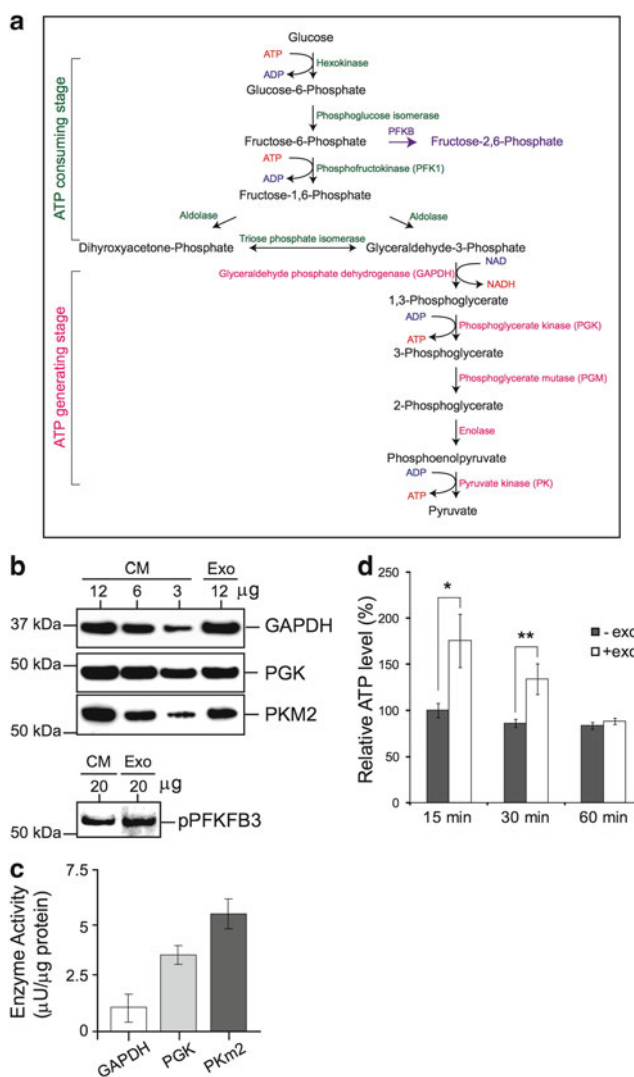 a
ATP consuming stage
ATP generating stage
Glucose
ATP
ADP
Hexokinase
Glucose-6-Phosphate
Phosphoglucose isomerase
Fructose-6-Phosphate
PFKB
Fructose-2,6-Phosphate
ATP
ADP
Phosphofructokinase (PFK1)
Fructose-1,6-Phosphate
Aldolase
Aldolase
Dihyroxyacetone-Phosphate
Triose phosphate isomerase
Glyceraldehyde-3-Phosphate
Glyceraldehyde phosphate dehydrogenase (GAPDH)
NAD
NADH
1,3-Phosphoglycerate
ADP
ATP
Phosphoglycerate kinase (PGK)
3-Phosphoglycerate
Phosphoglycerate mutase (PGM)
2-Phosphoglycerate
Enolase
Phosphoenolpyruvate
ADP
ATP
Pyruvate kinase (PK)
Pyruvate
b
CM Exo
12 6 3 12 μg
37 kDa GAPDH
50 kDa PGK
50 kDa PKM2
CM Exo
20 20 μg
50 kDa pPFKFB3
c
Enzyme Activity
(μU/μg protein)
7.5
5
2.5
0
GAPDH PGK PKm2
d
Relative ATP level (%)
250
200
150
100
50
0
* **
- exo
+exo
15 min 30 min 60 min